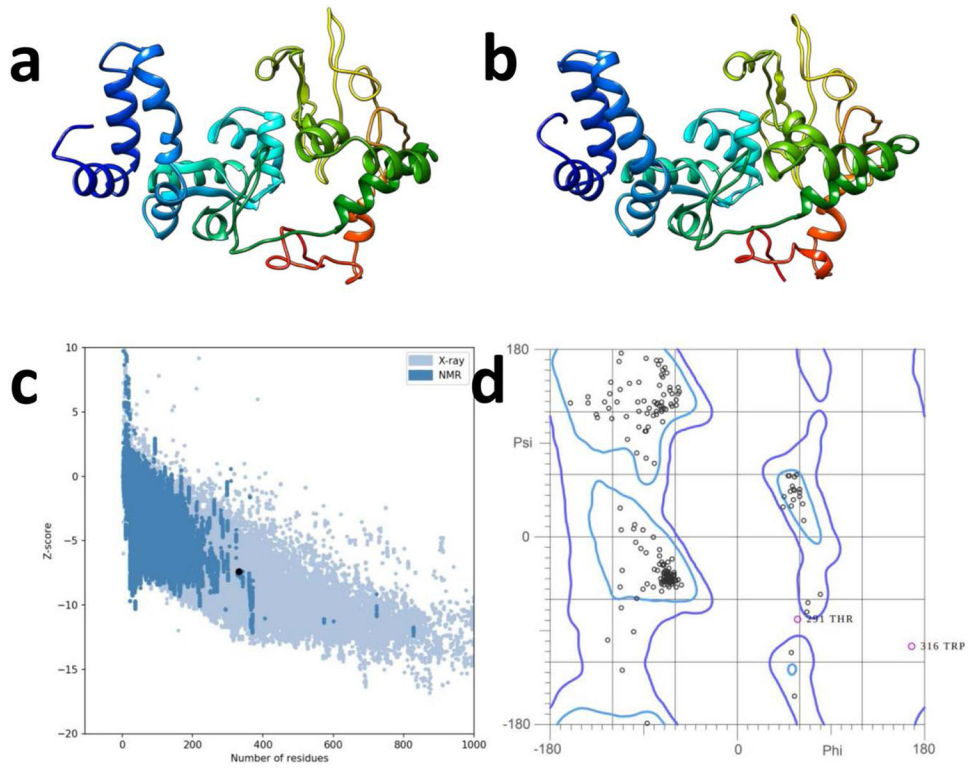 a
b
c
10
5
0
−5
−10
−15
−20
Z-score
0
200
400
600
800
1000
Number of residues
X-ray
NMR
d
180
Psi
0
-180
-180
0
Phi
180
291 THR
316 TRP